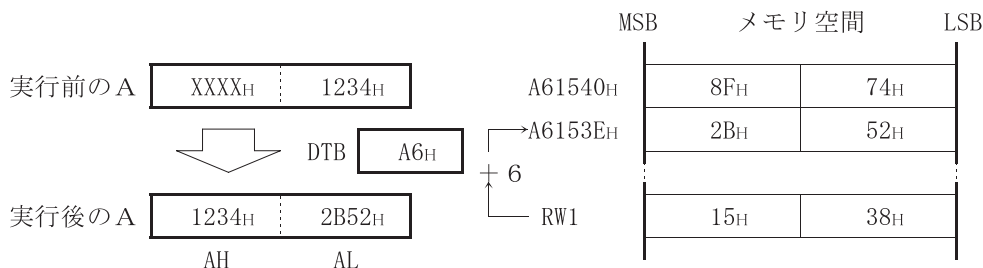 MSB メモリ空間 LSB
実行前のA XXXXH 1234H A61540H 8FH 74H
DTB A6H A6153EH 2BH 52H
+6
実行後のA 1234H 2B52H RW1 15H 38H
AH AL